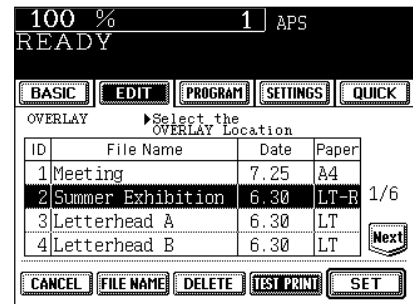 100 % 1 APS
READY
BASIC EDIT PROGRAM SETTINGS QUICK
OVERLAY ▶Select the
OVERLAY Location
ID File Name Date Paper
1 Meeting 7.25 A4
2 Summer Exhibition 6.30 LT-R
3 Letterhead A 6.30 LT
4 Letterhead B 6.30 LT
1/6
Next
CANCEL FILE NAME DELETE TEST PRINT SET